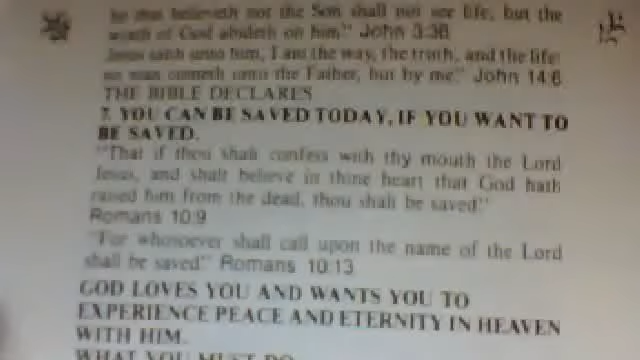 he that believeth not the Son shall not see life, but the
wrath of God abideth on him" John 3:36
Jesus saith unto him, I am the way, the truth, and the life:
no man cometh unto the Father, but by me." John 14:6
THE BIBLE DECLARES
7. YOU CAN BE SAVED TODAY, IF YOU WANT TO
BE SAVED.
"That if thou shalt confess with thy mouth the Lord
Jesus, and shalt believe in thine heart that God hath
raised him from the dead, thou shall be saved"
Romans 10:9
"For whosoever shall call upon the name of the Lord
shall be saved" Romans 10:13
GOD LOVES YOU AND WANTS YOU TO
EXPERIENCE PEACE AND ETERNITY IN HEAVEN
WITH HIM.
WHAT YOU MUST DO